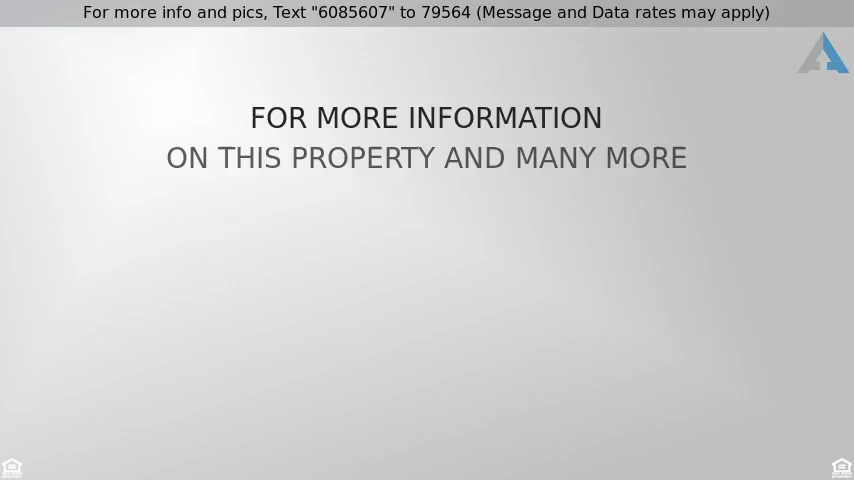 For more info and pics, Text "6085607" to 79564 (Message and Data rates may apply)
FOR MORE INFORMATION
ON THIS PROPERTY AND MANY MORE